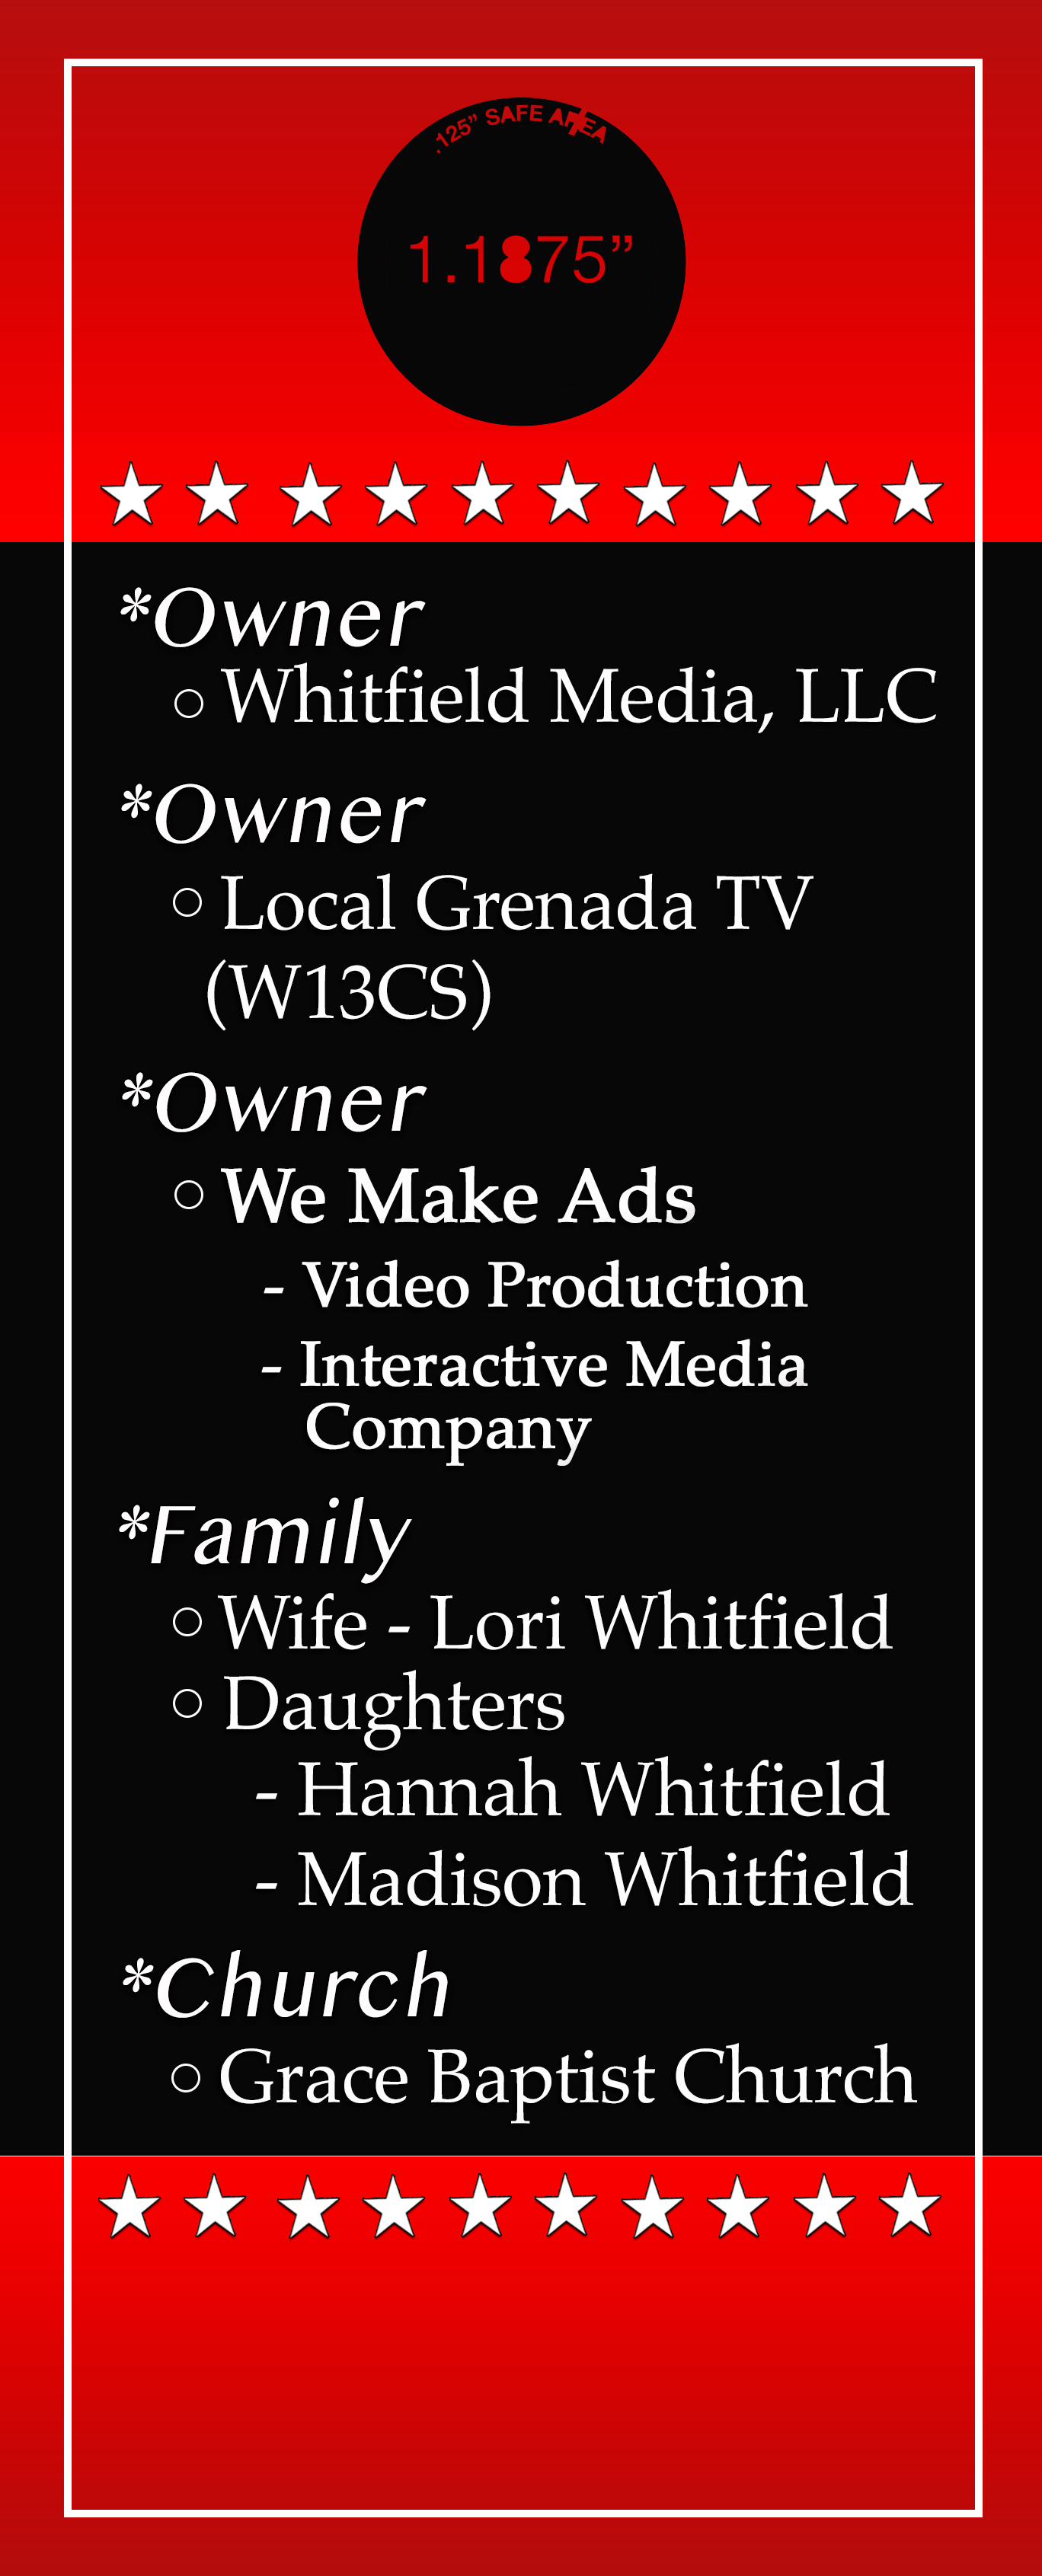 .125” SAFE AREA
1.1875”
*Owner
○ Whitfield Media, LLC
*Owner
○ Local Grenada TV
(W13CS)
*Owner
○ We Make Ads
- Video Production
- Interactive Media
Company
*Family
○ Wife - Lori Whitfield
○ Daughters
- Hannah Whitfield
- Madison Whitfield
*Church
○ Grace Baptist Church